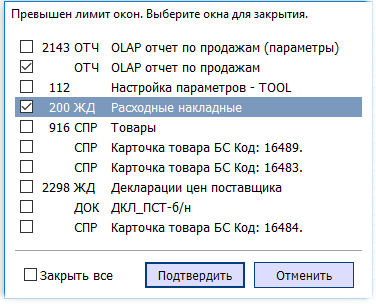 Превышен лимит окон. Выберите окна для закрытия.
2143 ОТЧ OLAP отчет по продажам (параметры)
ОТЧ OLAP отчет по продажам
112 Настройка параметров - TOOL
200 ЖД Расходные накладные
916 СПР Товары
СПР Карточка товара БС Код: 16489.
СПР Карточка товара БС Код: 16483.
2298 ЖД Декларации цен поставщика
ДОК ДКЛ_ПСТ-б/н
СПР Карточка товара БС Код: 16484.
Закрыть все Подтвердить Отменить